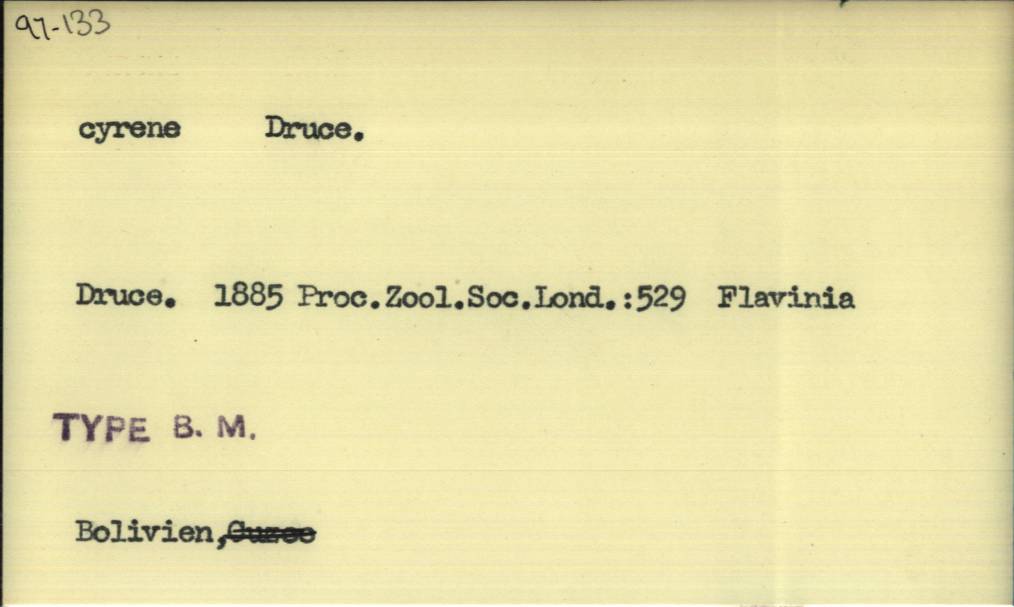 97-133
cyrene Druce.
Druce. 1885 Proc.Zool.Soc.Lond.:529 Flavinia
TYPE B. M.
Bolivien,